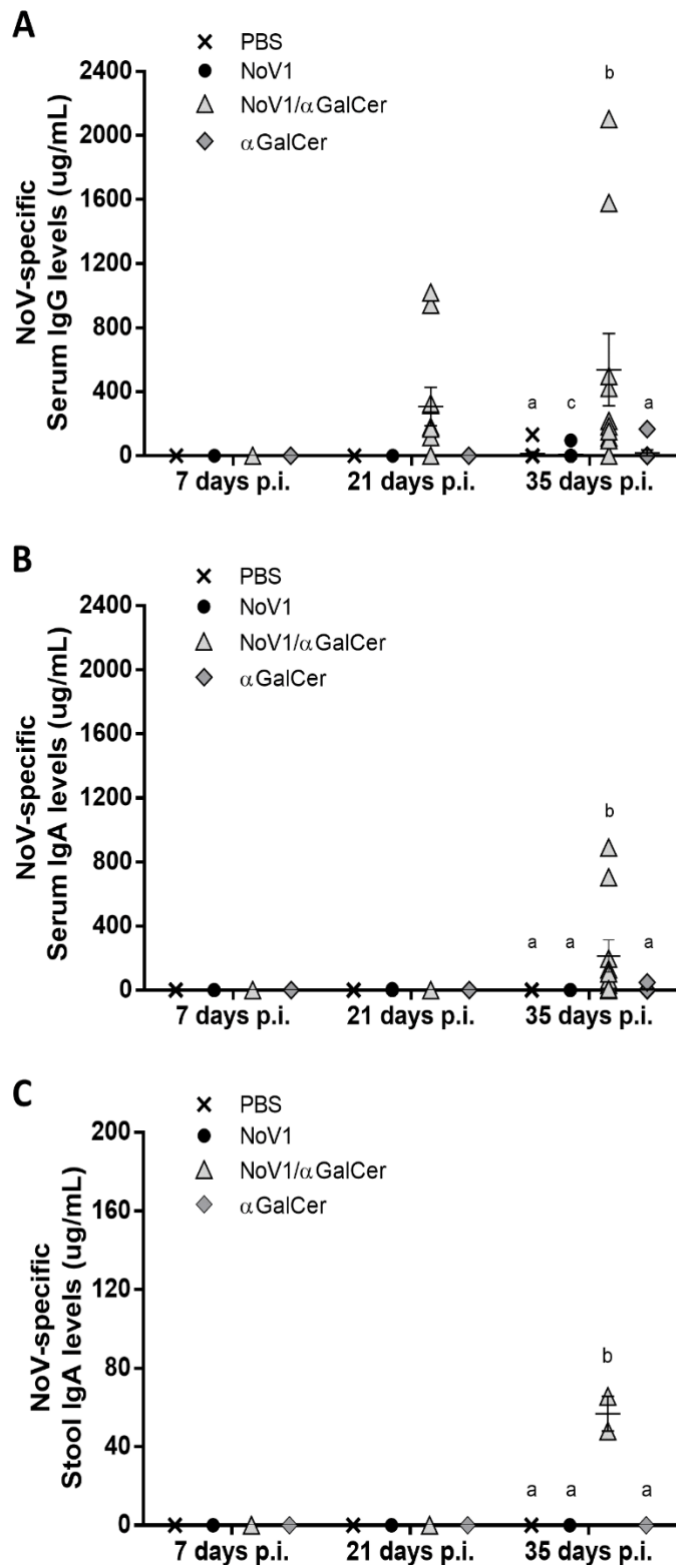 A
PBS
NoV1
NoV1/αGalCer
αGalCer
NoV-specific
Serum IgG levels (ug/mL)
2400
2000
1600
1200
800
400
0
a
c
b
a
7 days p.i.
21 days p.i.
35 days p.i.
B
PBS
NoV1
NoV1/αGalCer
αGalCer
NoV-specific
Serum IgA levels (ug/mL)
2400
2000
1600
1200
800
400
0
a
a
b
a
7 days p.i.
21 days p.i.
35 days p.i.
C
PBS
NoV1
NoV1/αGalCer
αGalCer
NoV-specific
Stool IgA levels (ug/mL)
200
160
120
80
40
0
a
a
b
a
7 days p.i.
21 days p.i.
35 days p.i.